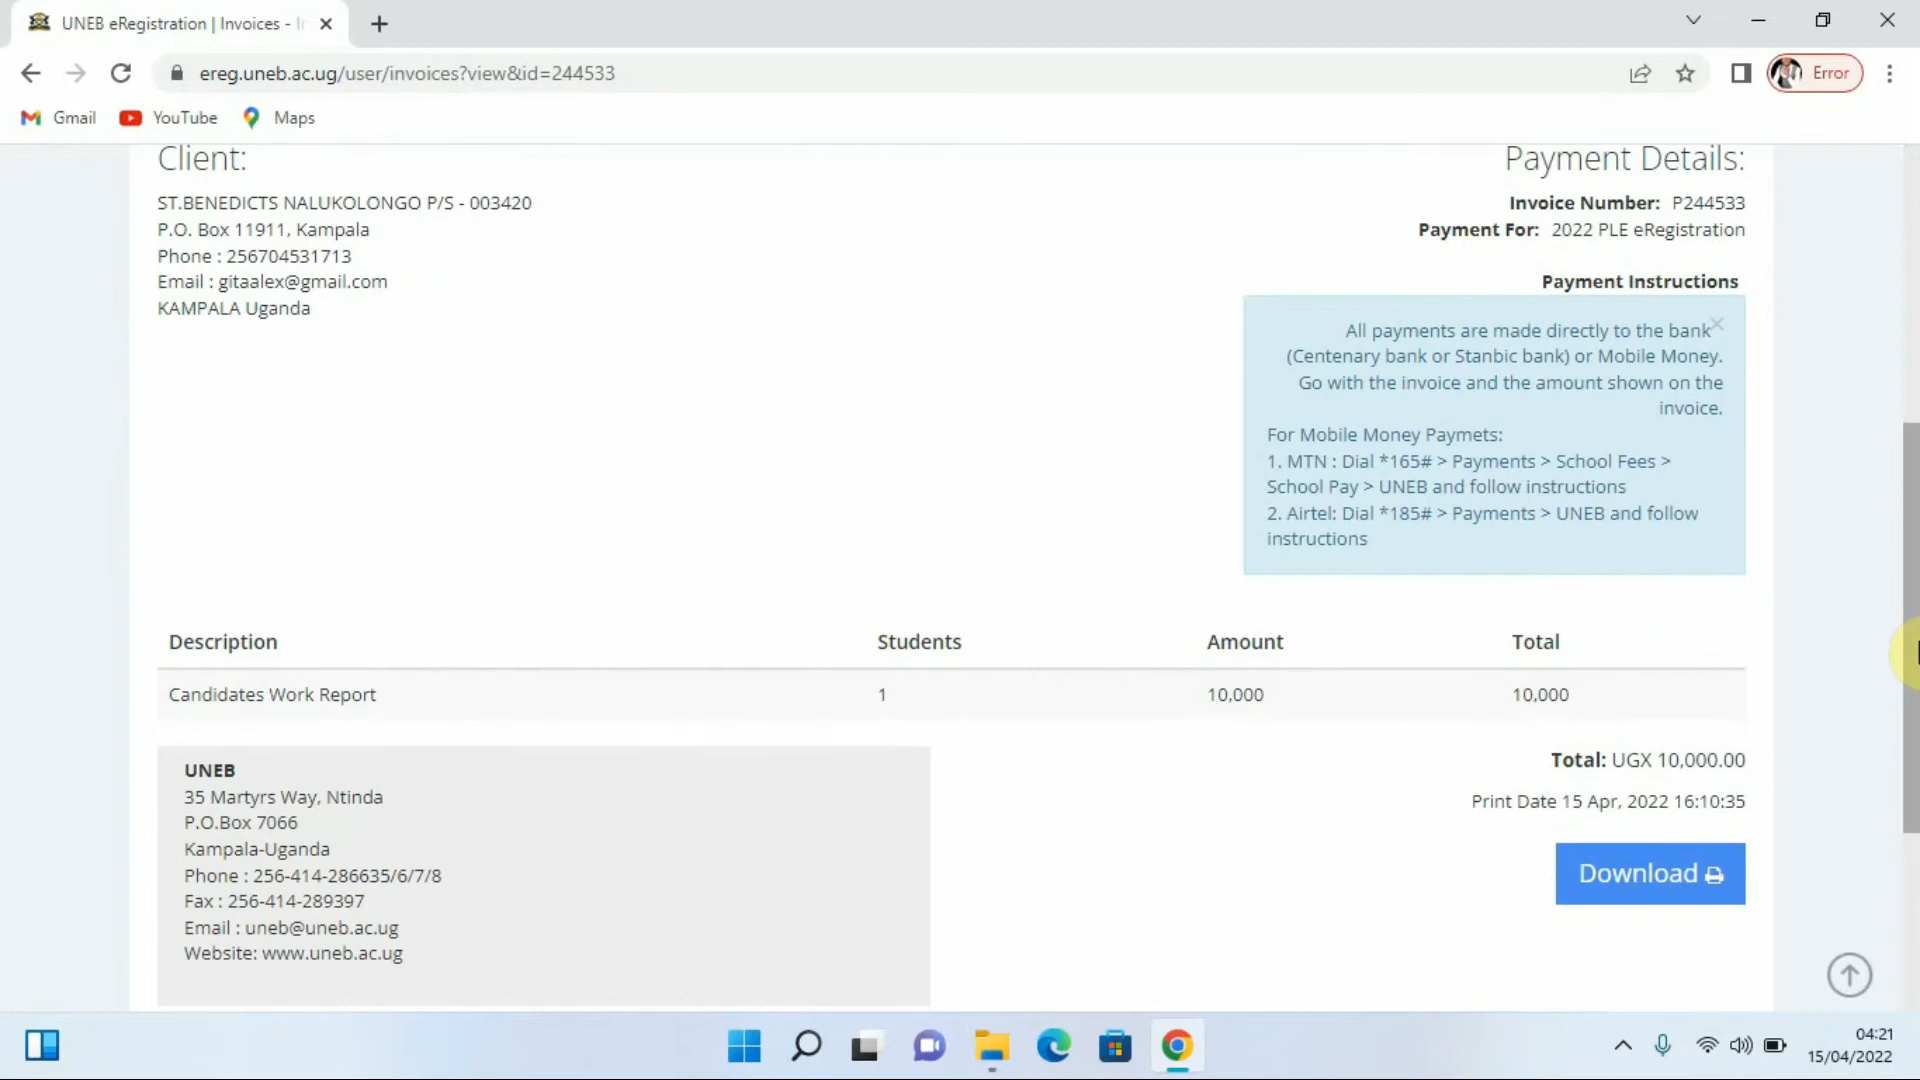 UNEB eRegistration | Invoices -
ereg.uneb.ac.ug/user/invoices?view&id=244533
Error
Gmail
YouTube
Maps
Client:
ST.BENEDICTS NALUKOLONGO P/S - 003420
P.O. Box 11911, Kampala
Phone : 256704531713
Email : gitaalex@gmail.com
KAMPALA Uganda
Payment Details:
Invoice Number: P244533
Payment For: 2022 PLE eRegistration
Payment Instructions
All payments are made directly to the bank
(Centenary bank or Stanbic bank) or Mobile Money.
Go with the invoice and the amount shown on the
invoice.
For Mobile Money Paymets:
1. MTN : Dial *165# > Payments > School Fees >
School Pay > UNEB and follow instructions
2. Airtel: Dial *185# > Payments > UNEB and follow
instructions
Description Students Amount Total
Candidates Work Report 1 10,000 10,000
UNEB
35 Martyrs Way, Ntinda
P.O.Box 7066
Kampala-Uganda
Phone : 256-414-286635/6/7/8
Fax : 256-414-289397
Email : uneb@uneb.ac.ug
Website: www.uneb.ac.ug
Total: UGX 10,000.00
Print Date 15 Apr, 2022 16:10:35
Download
04:21
15/04/2022